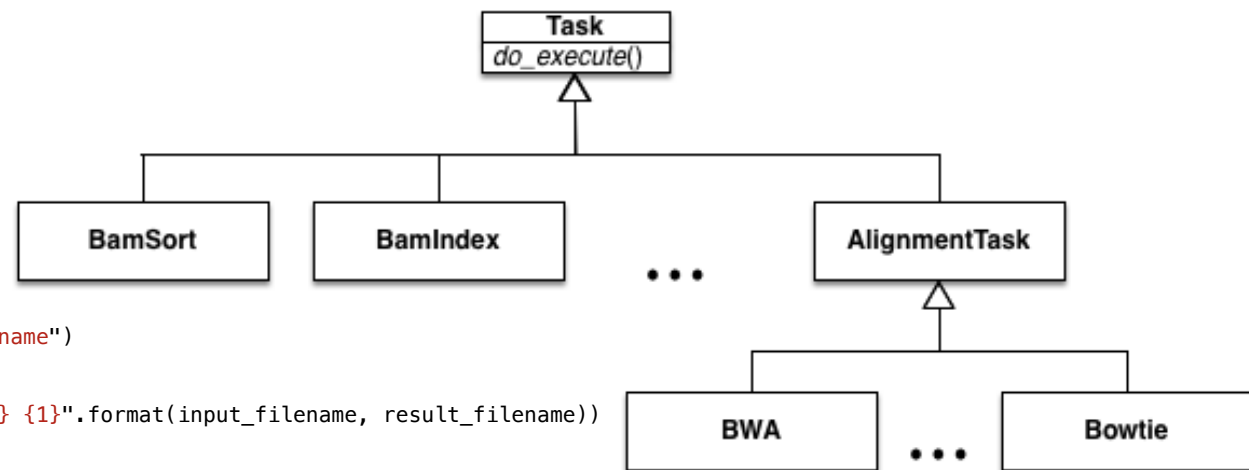 Task
do_execute()
BamSort
BamIndex
...
AlignmentTask
name")
} {1}".format(input_filename, result_filename))
BWA
...
Bowtie